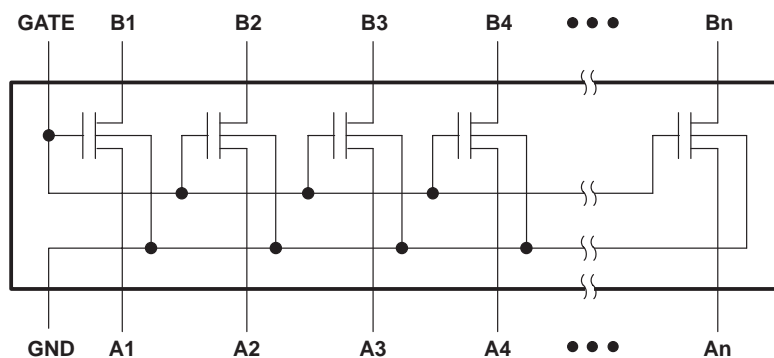 GATE B1 B2 B3 B4 ••• Bn
GND A1 A2 A3 A4 ••• An